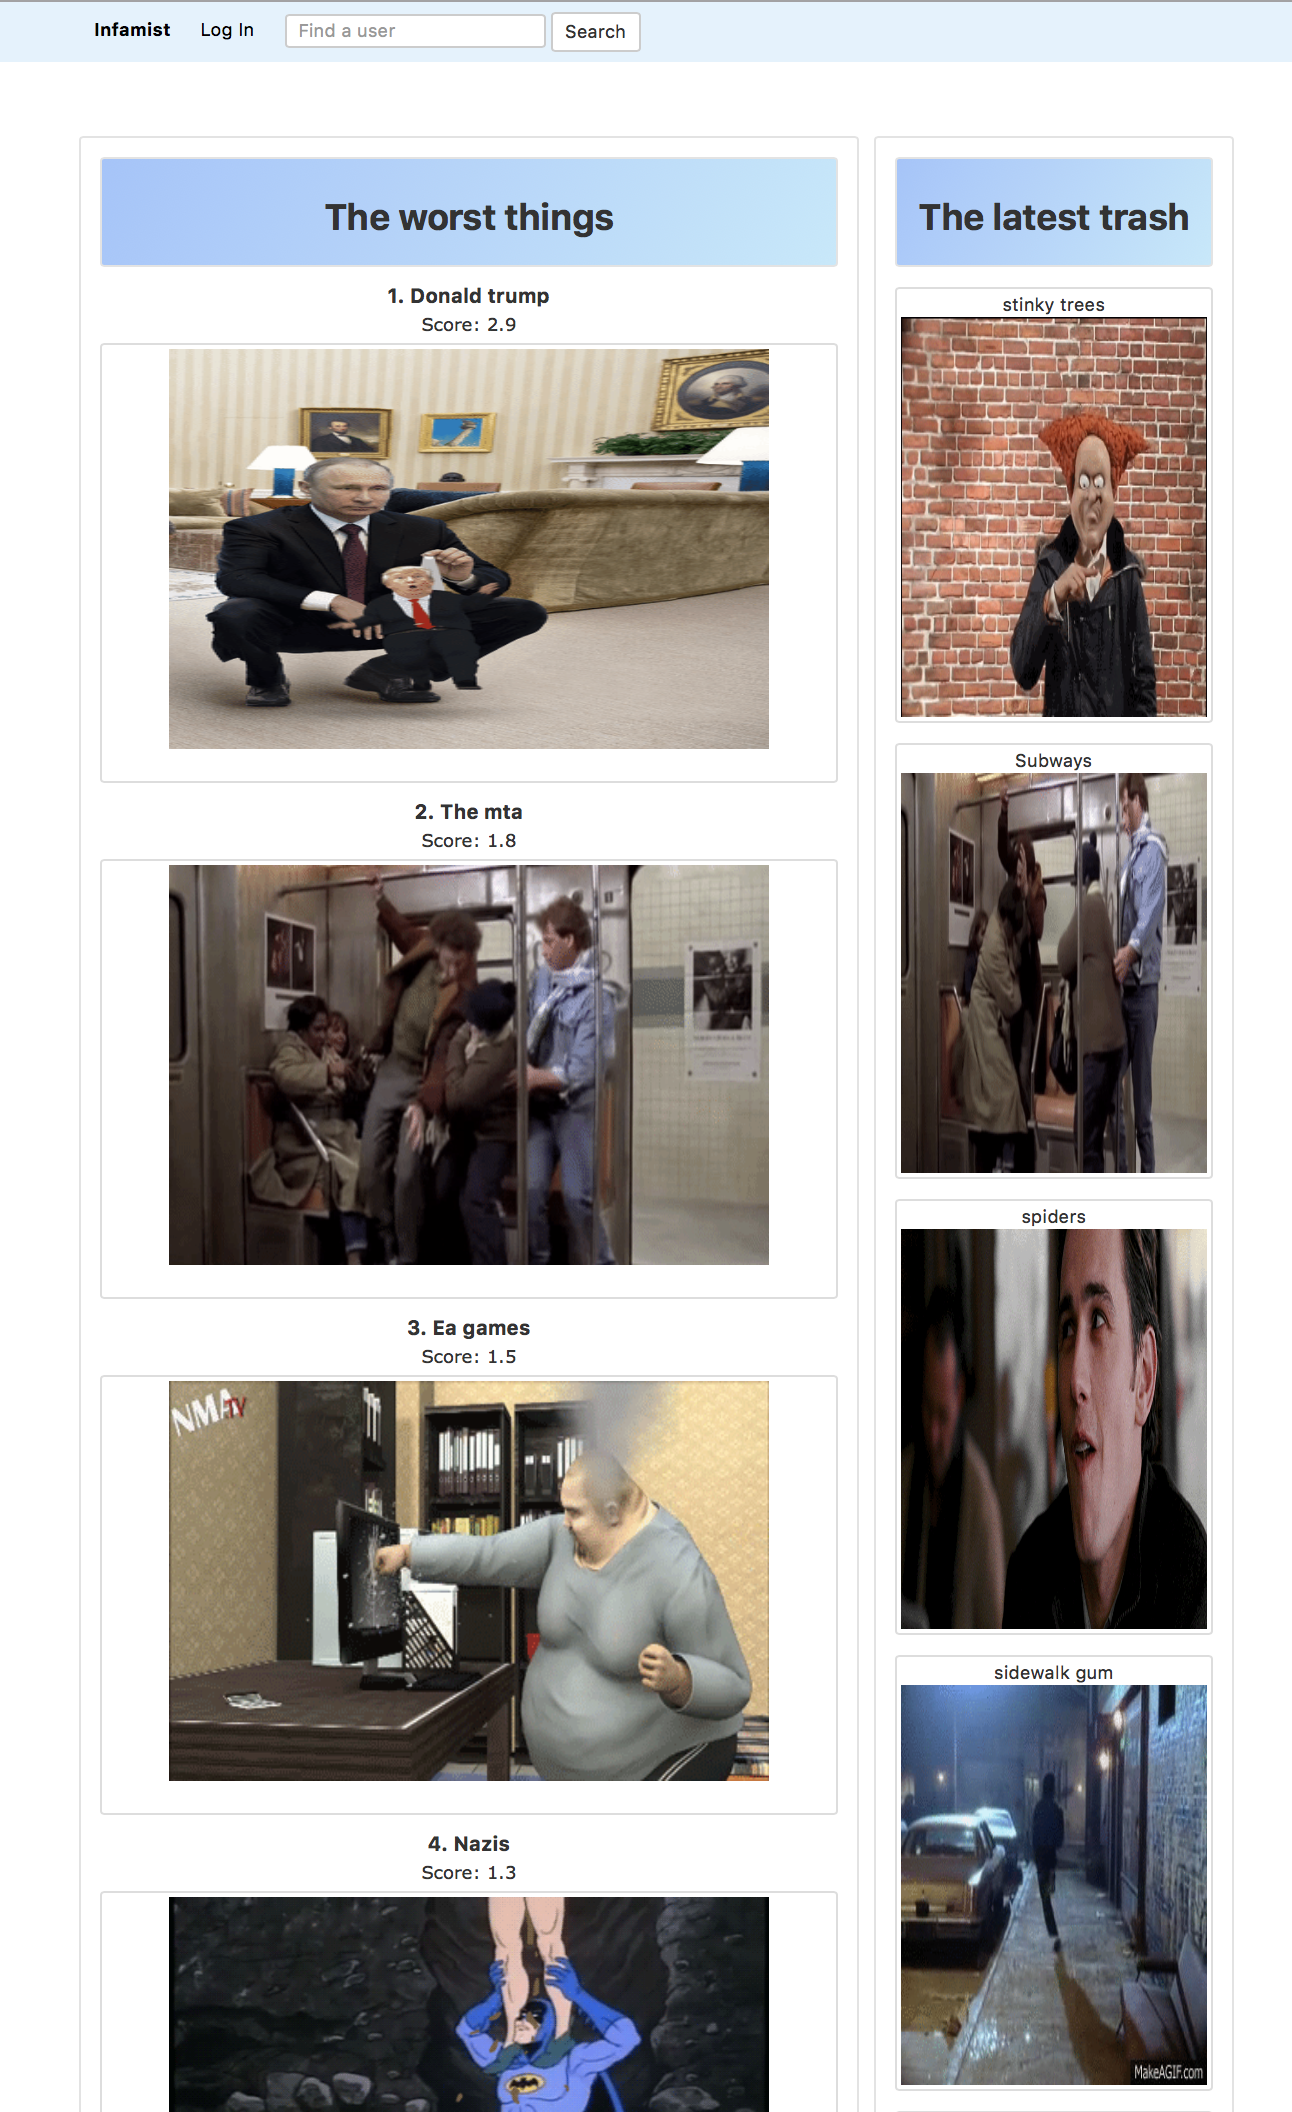 Infamist Log In Find a user Search
The worst things
1. Donald trump
Score: 2.9
2. The mta
Score: 1.8
3. Ea games
Score: 1.5
NMA.TV
4. Nazis
Score: 1.3
The latest trash
stinky trees
Subways
spiders
sidewalk gum
MakeAGIF.com